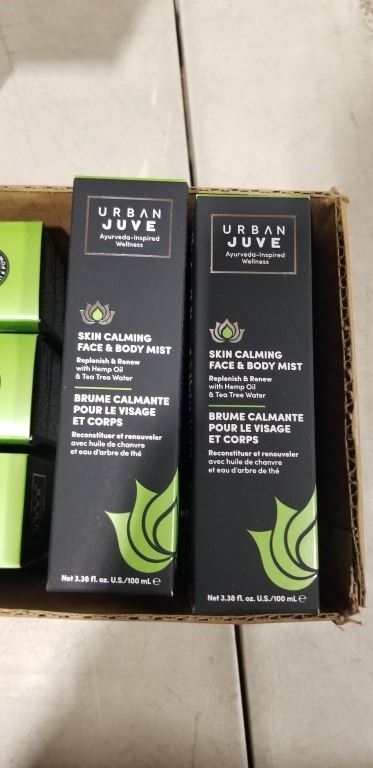 URBAN
JUVE
Ayurveda-Inspired
Wellness
SKIN CALMING
FACE & BODY MIST
Replenish & Renew
with Hemp Oil
& Tea Tree Water
BRUME CALMANTE
POUR LE VISAGE
ET CORPS
Reconstituer et renouveler
avec huile de chanvre
et eau d'arbre de thé
Net 3.38 fl. oz. U.S./100 mL ℮
URBAN
JUVE
Ayurveda-Inspired
Wellness
SKIN CALMING
FACE & BODY MIST
Replenish & Renew
with Hemp Oil
& Tea Tree Water
BRUME CALMANTE
POUR LE VISAGE
ET CORPS
Reconstituer et renouveler
avec huile de chanvre
et eau d'arbre de thé
Net 3.38 fl. oz. U.S./100 mL ℮